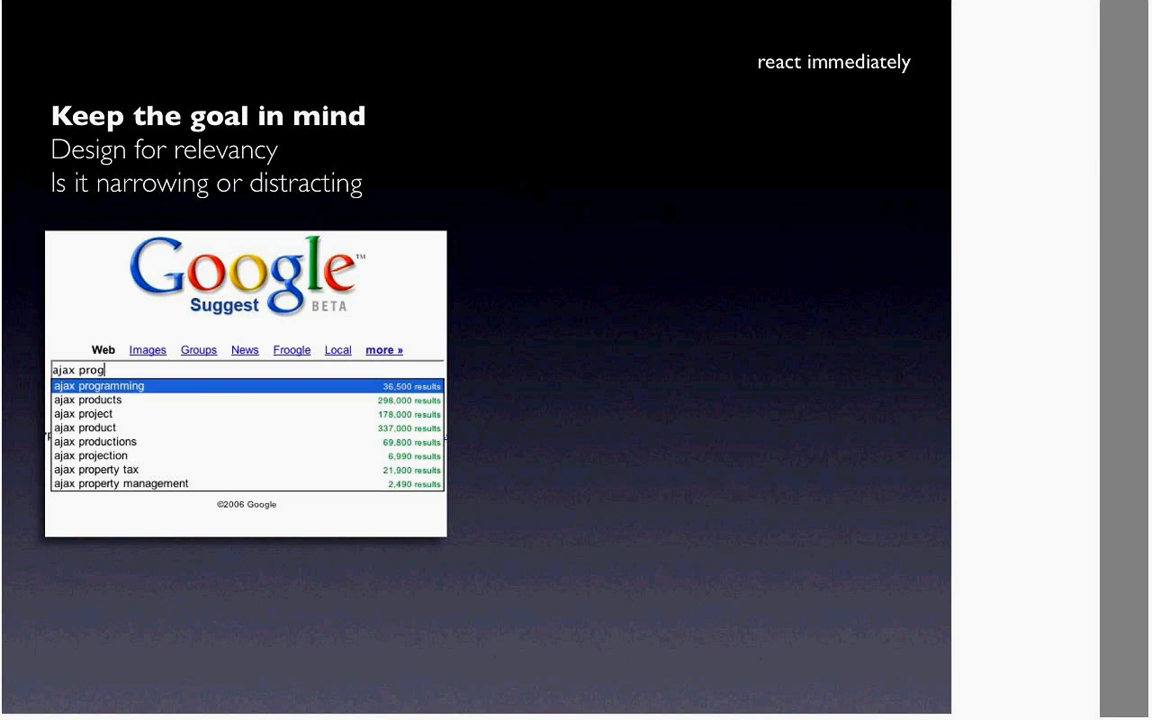 react immediately
Keep the goal in mind
Design for relevancy
Is it narrowing or distracting
Google™
Suggest BETA
Web Images Groups News Froogle Local more »
ajax prog
ajax programming 36,500 results
ajax products 298,000 results
ajax project 178,000 results
ajax product 337,000 results
ajax productions 69,800 results
ajax projection 6,990 results
ajax property tax 21,900 results
ajax property management 2,490 results
©2006 Google